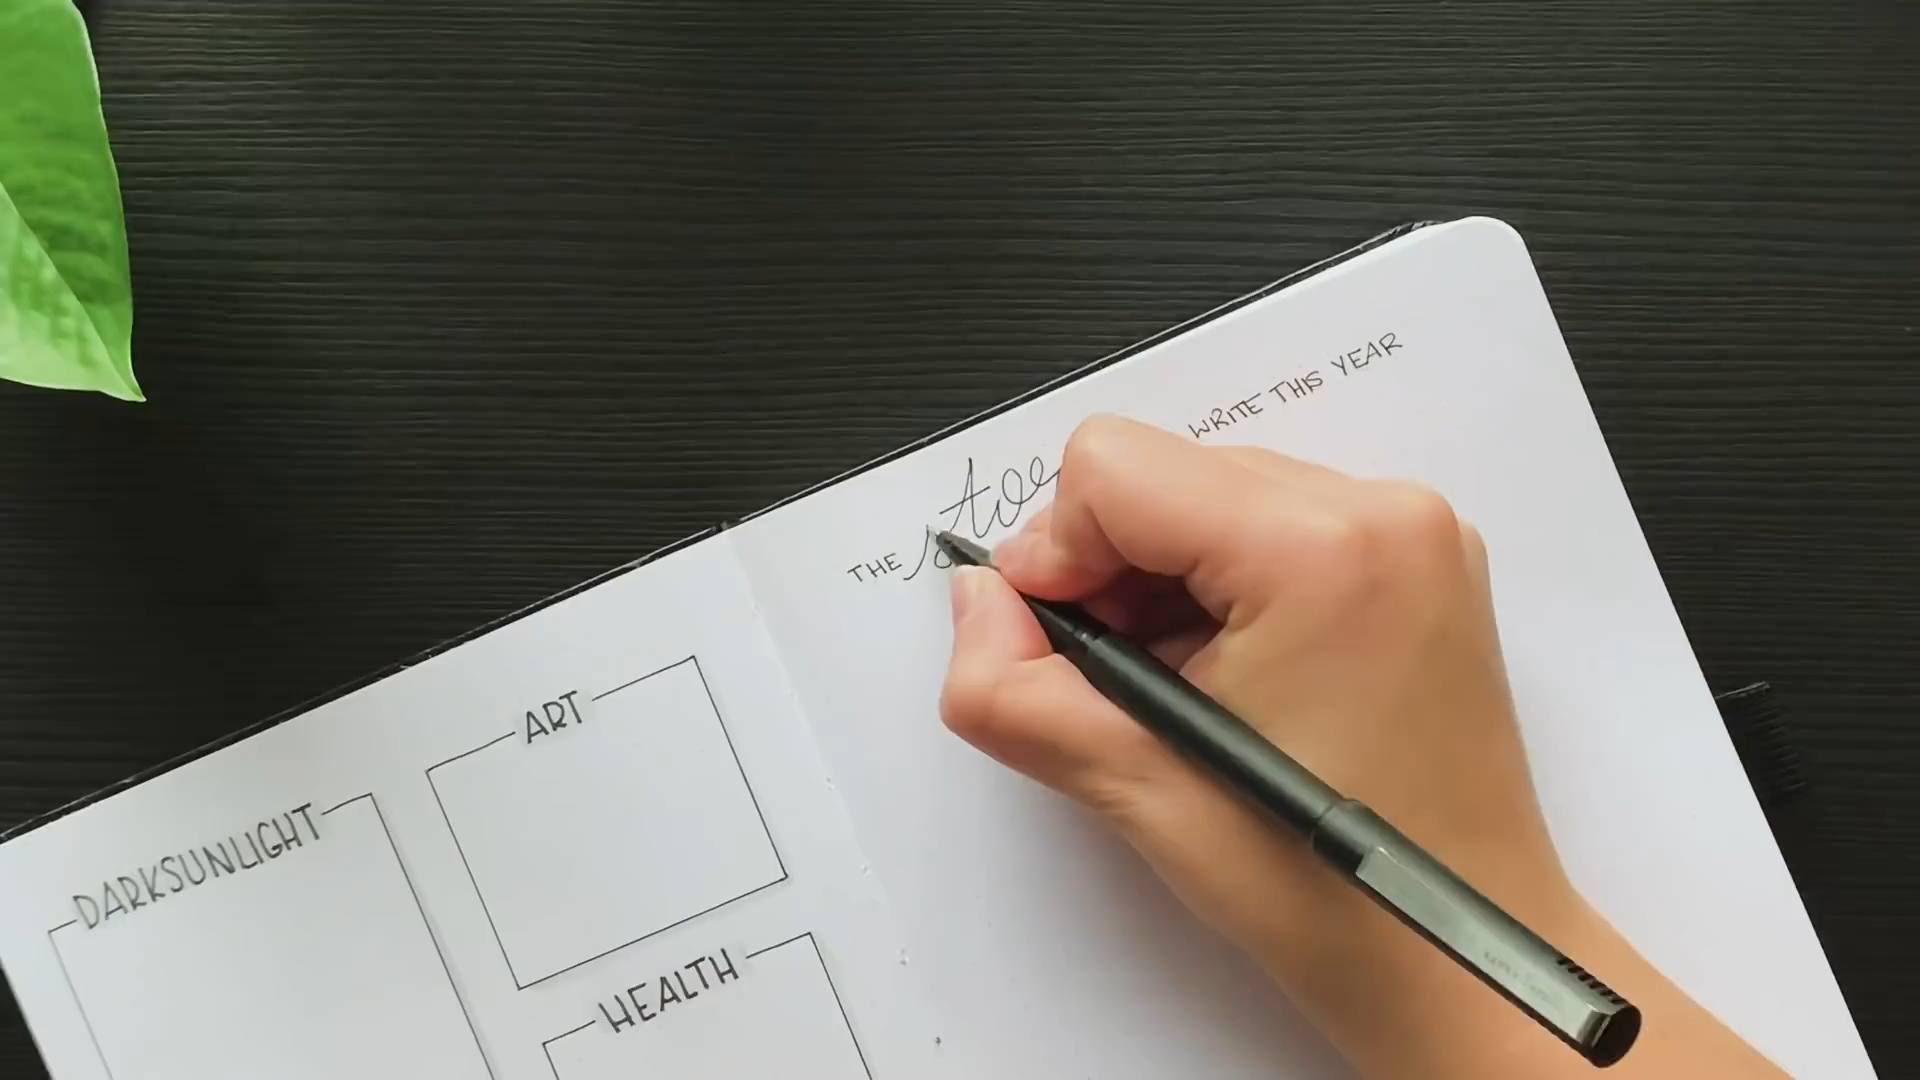 DARKSUNLIGHT
ART
HEALTH
THE
WRITE THIS YEAR